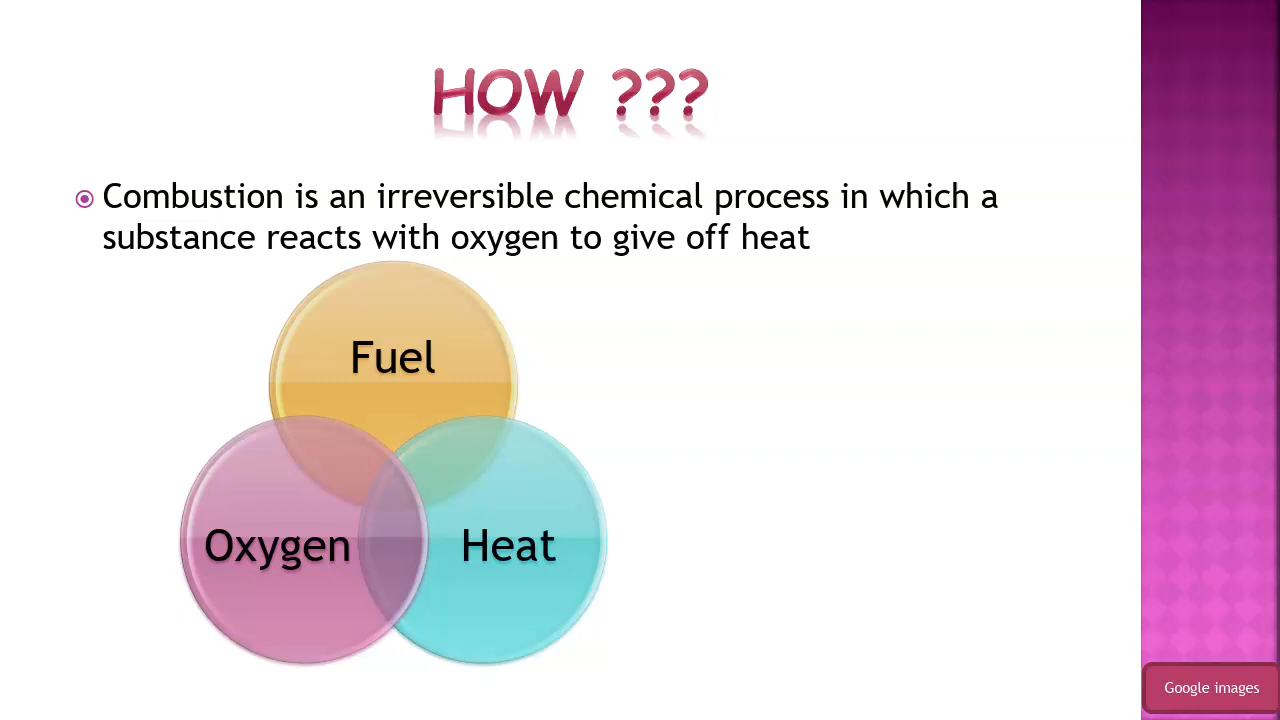 HOW ???
Combustion is an irreversible chemical process in which a
substance reacts with oxygen to give off heat
Fuel
Oxygen
Heat
Google images